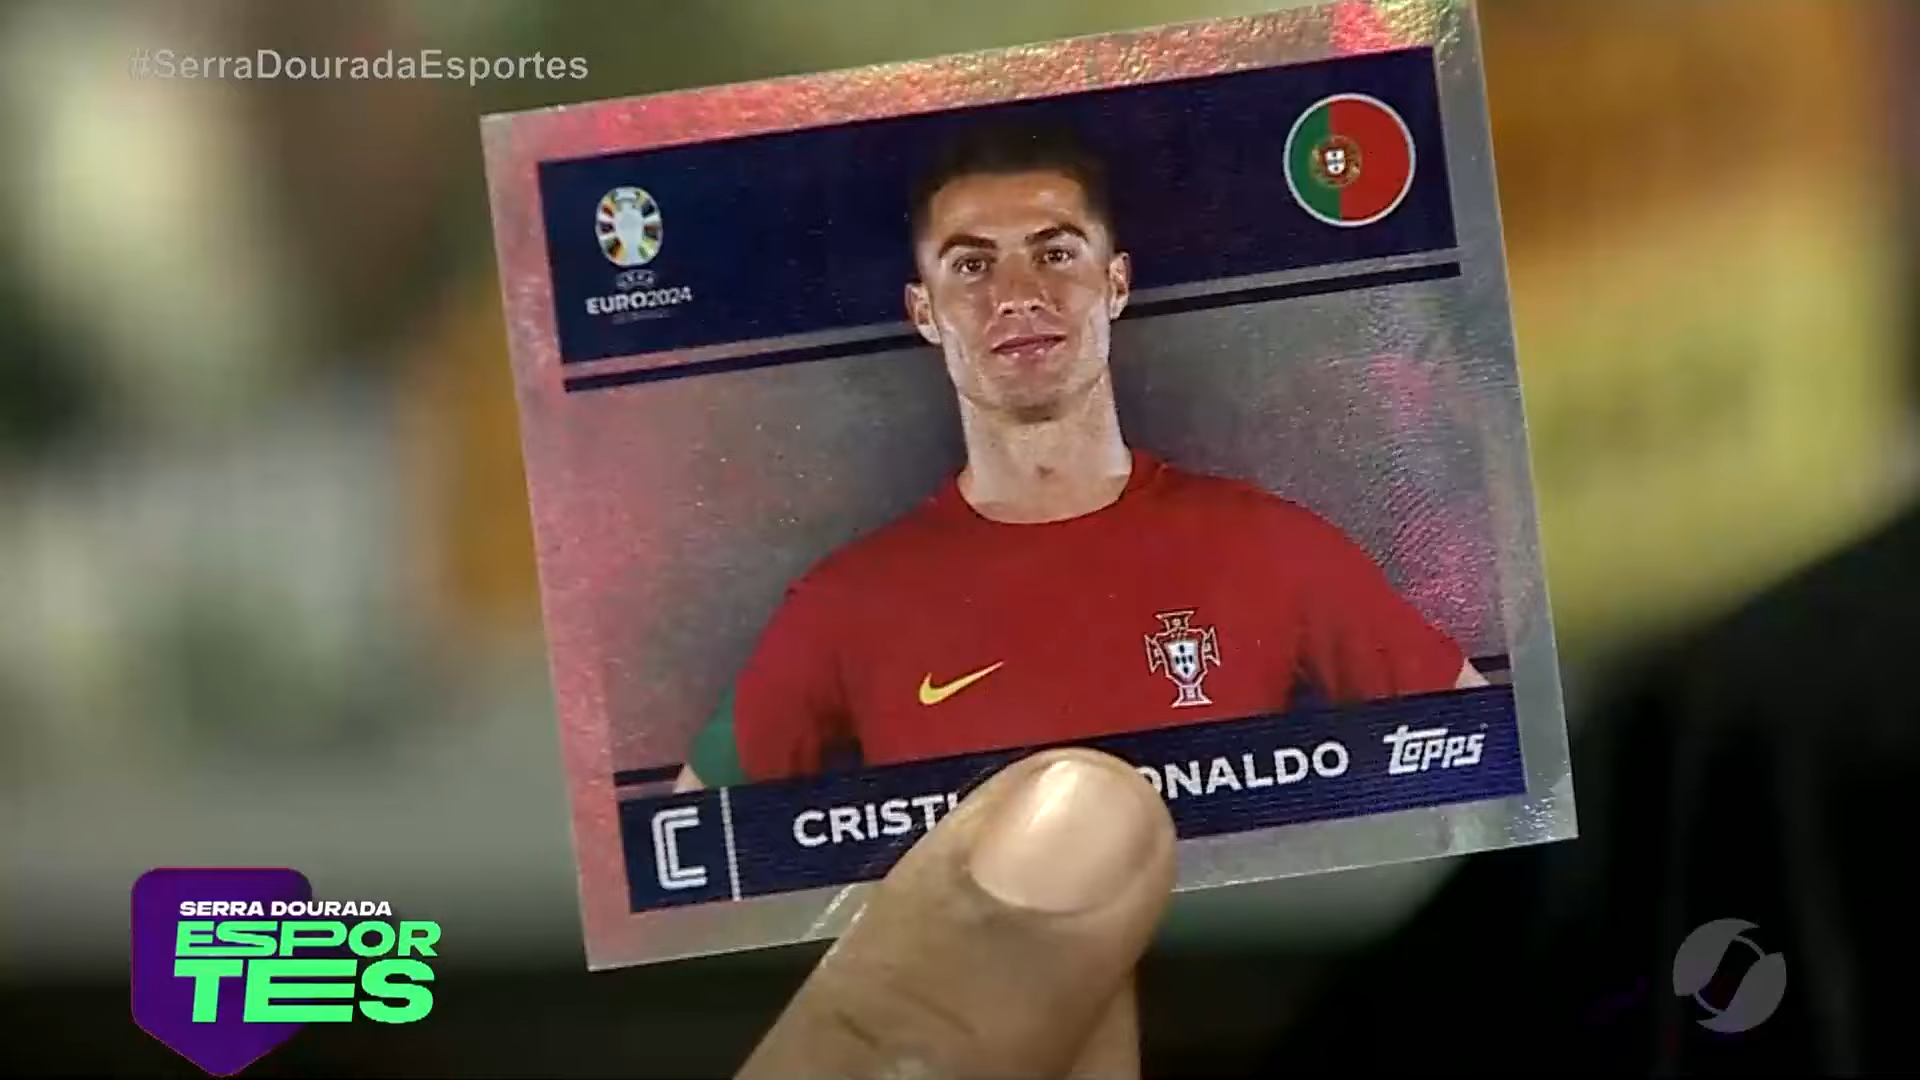 #SerraDouradaEsportes
EURO2024
CRISTI ONALDO
topps
C
SERRA DOURADA
ESPOR
TES